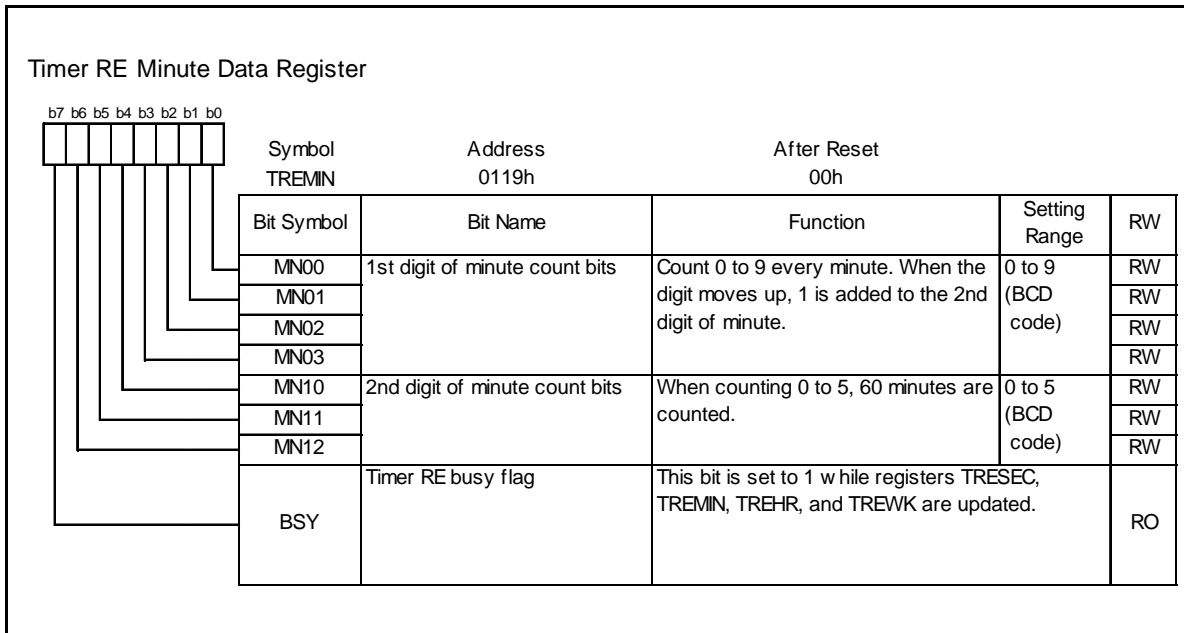 Timer RE Minute Data Register
b7 b6 b5 b4 b3 b2 b1 b0
Symbol Address After Reset
TREMIN 0119h 00h
Bit Symbol Bit Name Function Setting Range RW
MN00 1st digit of minute count bits Count 0 to 9 every minute. When the 0 to 9 RW
MN01 digit moves up, 1 is added to the 2nd (BCD RW
MN02 digit of minute. code) RW
MN03 RW
MN10 2nd digit of minute count bits When counting 0 to 5, 60 minutes are 0 to 5 RW
MN11 counted. (BCD RW
MN12 code) RW
Timer RE busy flag This bit is set to 1 while registers TRESEC,
TREMIN, TREHR, and TREWK are updated.
BSY RO